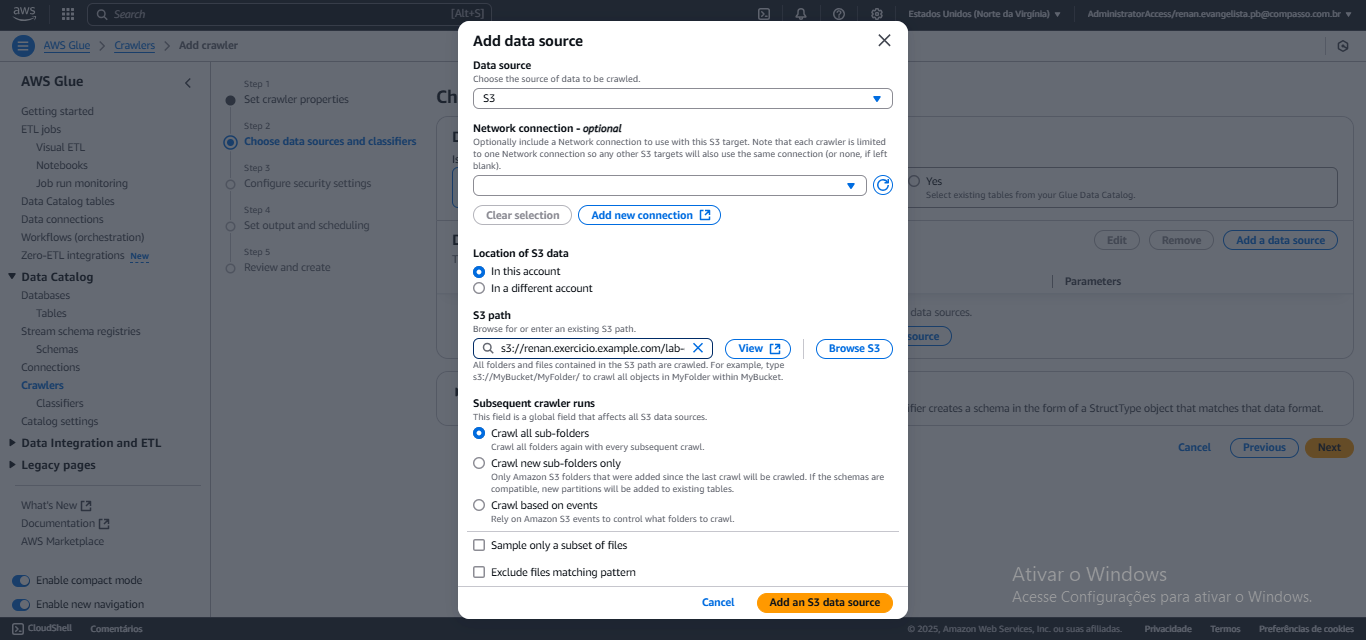 aws
Search
[Alt+S]
Estados Unidos (Norte da Virgínia)
AdministratorAccess/renan.evangelista.pb@compasso.com.br
AWS Glue
Crawlers
Add crawler
AWS Glue
Getting started
ETL jobs
Visual ETL
Notebooks
Job run monitoring
Data Catalog tables
Data connections
Workflows (orchestration)
Zero-ETL integrations New
Data Catalog
Databases
Tables
Stream schema registries
Schemas
Connections
Crawlers
Classifiers
Catalog settings
Data Integration and ETL
Legacy pages
What's New
Documentation
AWS Marketplace
Enable compact mode
Enable new navigation
Step 1
Set crawler properties
Step 2
Choose data sources and classifiers
Step 3
Configure security settings
Step 4
Set output and scheduling
Step 5
Review and create
Ch
Add data source
Data source
Choose the source of data to be crawled.
S3
Network connection - optional
Optionally include a Network connection to use with this S3 target. Note that each crawler is limited
to one Network connection so any other S3 targets will also use the same connection (or none, if left
blank).
Clear selection
Add new connection
Location of S3 data
In this account
In a different account
S3 path
Browse for or enter an existing S3 path.
s3://renan.exercicio.example.com/lab-
View
Browse S3
All folders and files contained in the S3 path are crawled. For example, type
s3://MyBucket/MyFolder/ to crawl all objects in MyFolder within MyBucket.
Subsequent crawler runs
This field is a global field that affects all S3 data sources.
Crawl all sub-folders
Crawl all folders again with every subsequent crawl.
Crawl new sub-folders only
Only Amazon S3 folders that were added since the last crawl will be crawled. If the schemas are
compatible, new partitions will be added to existing tables.
Crawl based on events
Rely on Amazon S3 events to control what folders to crawl.
Sample only a subset of files
Exclude files matching pattern
Cancel
Add an S3 data source
Yes
Select existing tables from your Glue Data Catalog.
Edit
Remove
Add a data source
Parameters
data sources.
source
ifier creates a schema in the form of a StructType object that matches that data format.
Cancel
Previous
Next
Ativar o Windows
Acesse Configurações para ativar o Windows.
CloudShell
Comentários
© 2025, Amazon Web Services, Inc. ou suas afiliadas.
Privacidade
Termos
Preferências de cookies